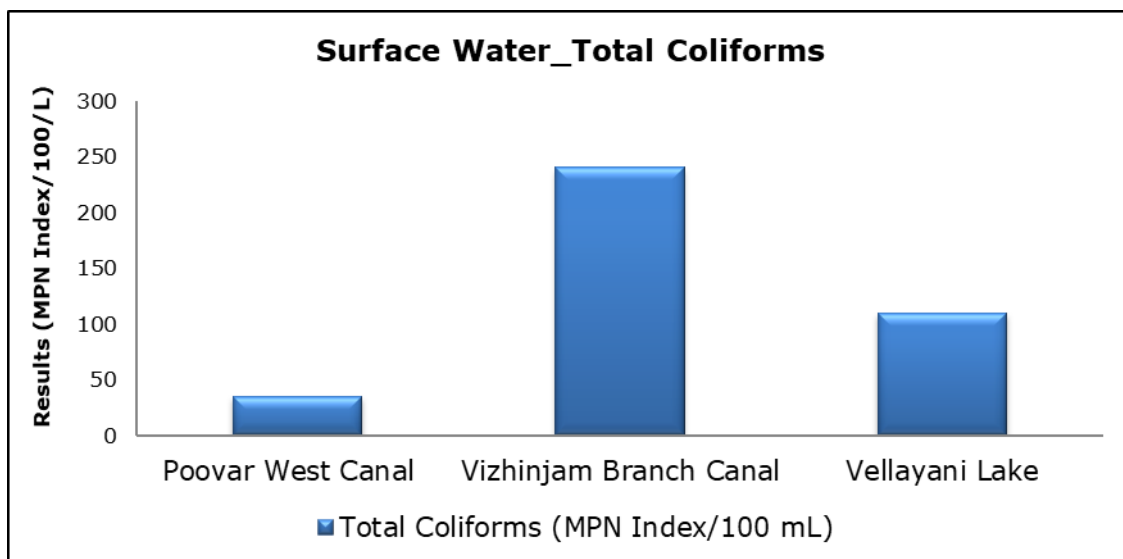 Surface Water_Total Coliforms
Results (MPN Index/100/L)
300
250
200
150
100
50
0
Poovar West Canal
Vizhinjam Branch Canal
Vellayani Lake
Total Coliforms (MPN Index/100 mL)